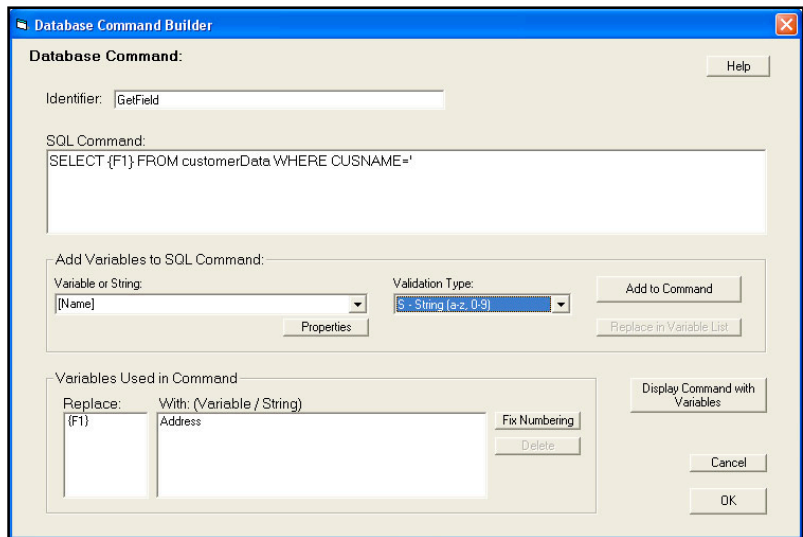 Database Command Builder
Database Command:
Help
Identifier: GetField
SQL Command:
SELECT {F1} FROM customerData WHERE CUSNAME='
Add Variables to SQL Command:
Variable or String:
Validation Type:
[Name]
S - String (a-z, 0-9)
Add to Command
Properties
Replace in Variable List
Variables Used in Command
Replace:
With: (Variable / String)
{F1}
Address
Fix Numbering
Delete
Display Command with
Variables
Cancel
OK